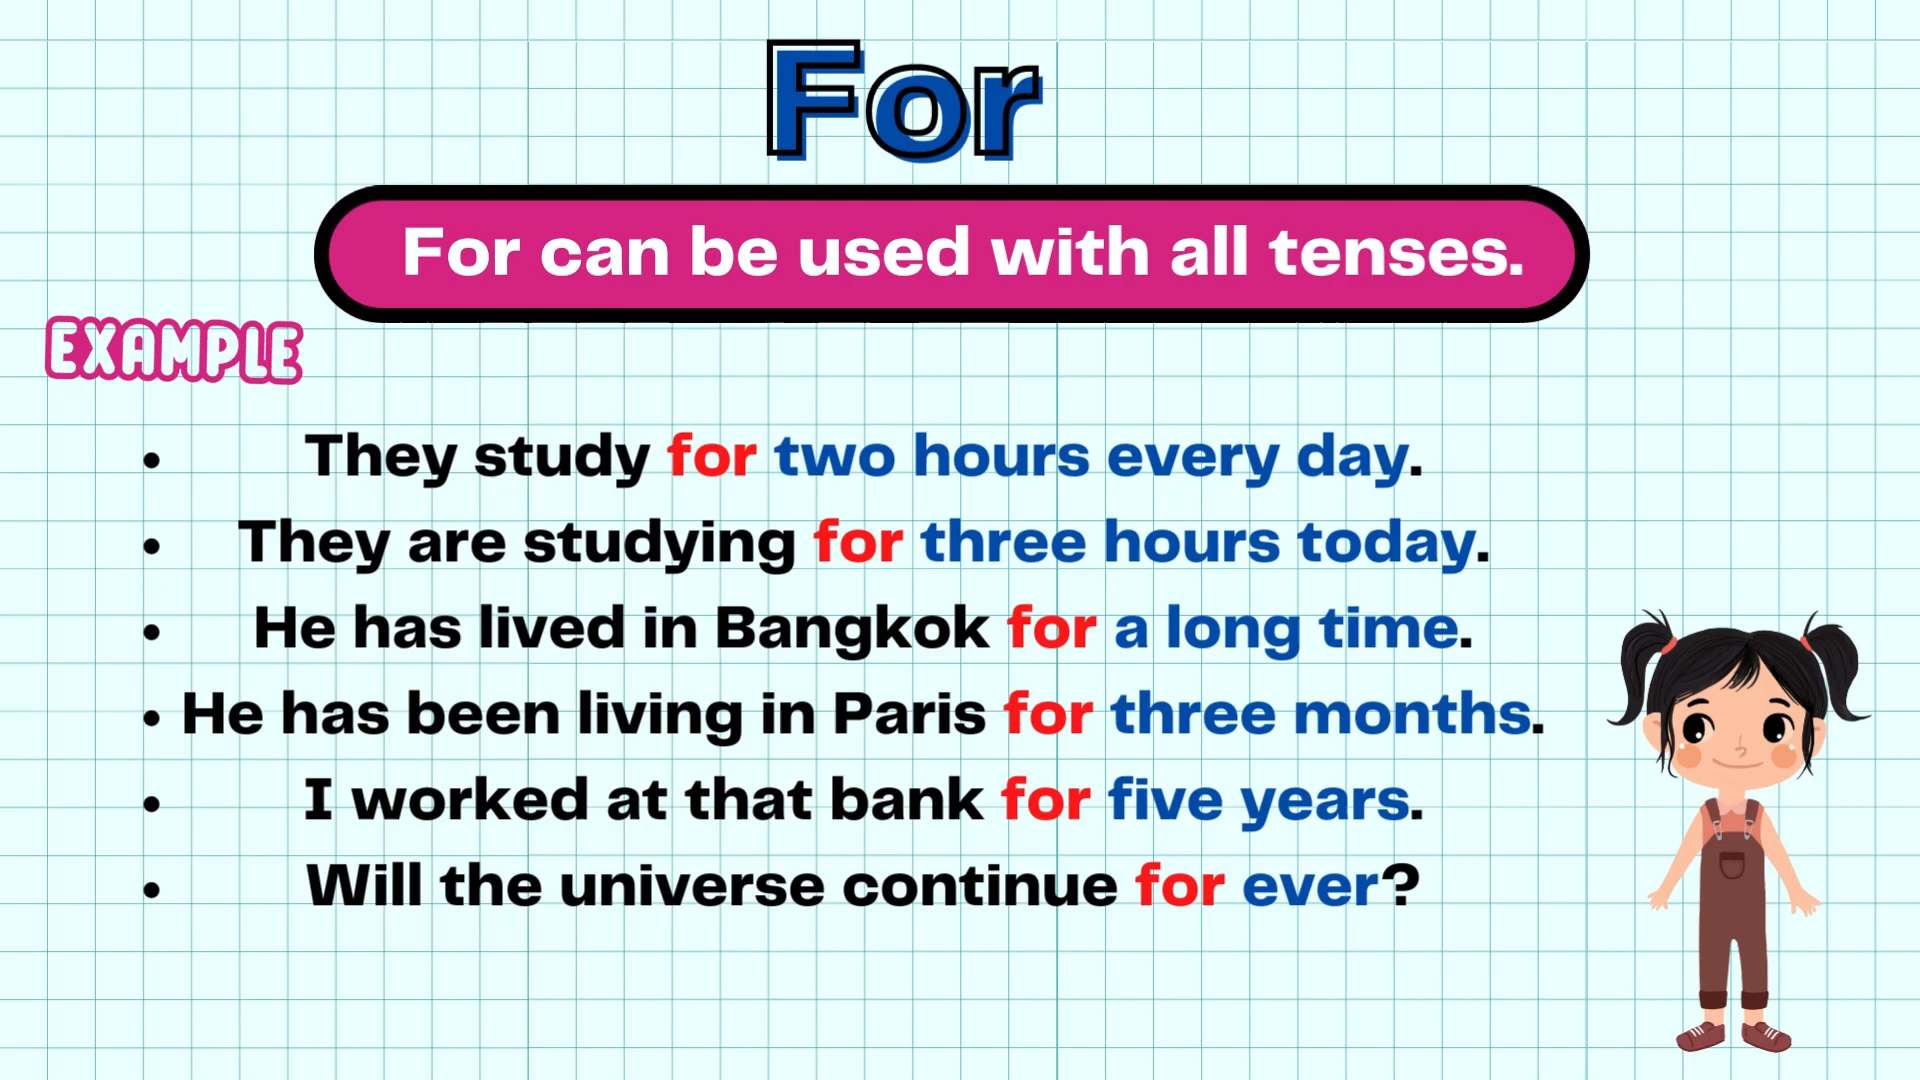 For
For can be used with all tenses.
EXAMPLE
• They study for two hours every day.
• They are studying for three hours today.
• He has lived in Bangkok for a long time.
• He has been living in Paris for three months.
• I worked at that bank for five years.
• Will the universe continue for ever?